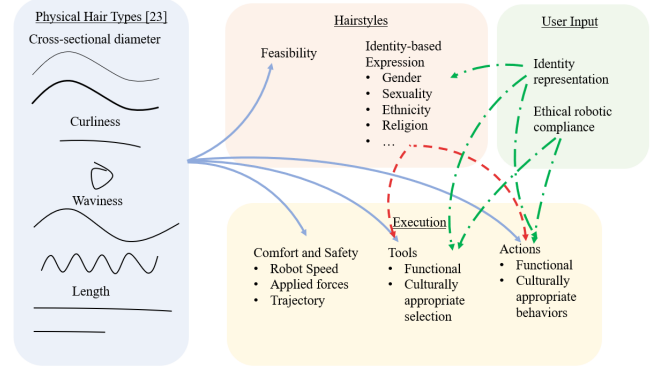 Physical Hair Types [23]
Cross-sectional diameter
Curliness
Waviness
Length
Hairstyles
Feasibility
Identity-based
Expression
• Gender
• Sexuality
• Ethnicity
• Religion
• …
User Input
Identity
representation
Ethical robotic
compliance
Execution
Comfort and Safety
• Robot Speed
• Applied forces
• Trajectory
Tools
• Functional
• Culturally
appropriate
selection
Actions
• Functional
• Culturally
appropriate
behaviors